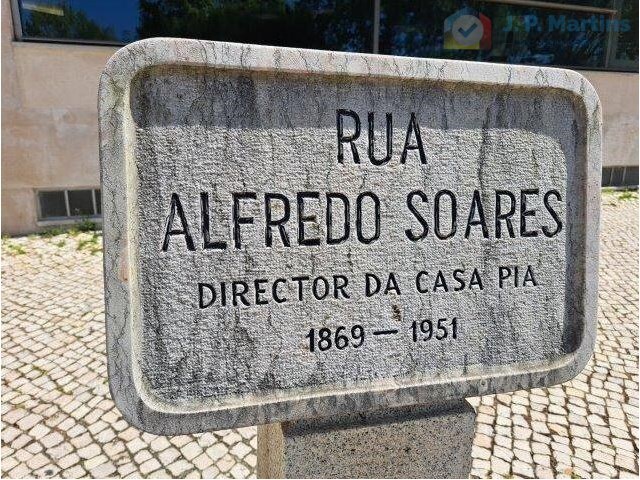 J.P. Martins
RUA
ALFREDO SOARES
DIRECTOR DA CASA PIA
1869 — 1951